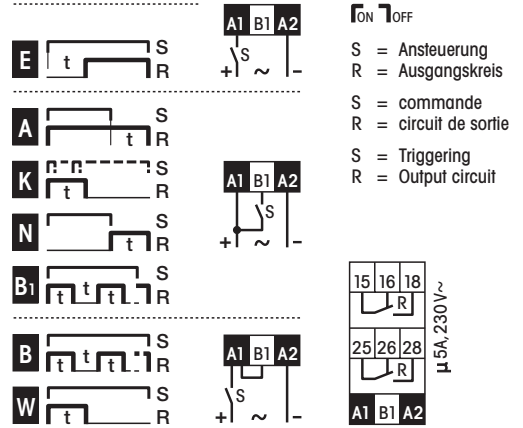 A1 B1 A2
ON OFF
E t S
R
S
+ ~ –
S = Ansteuerung
R = Ausgangskreis
S = commande
R = circuit de sortie
S = Triggering
R = Output circuit
A S
t R
K S
t R
N S
t R
B1 S
t t t R
A1 B1 A2
S
+ ~ –
B S
t t t R
W S
t R
A1 B1 A2
S
+ ~ –
15 16 18
R
25 26 28
R
A1 B1 A2
µ 5A, 230 V~